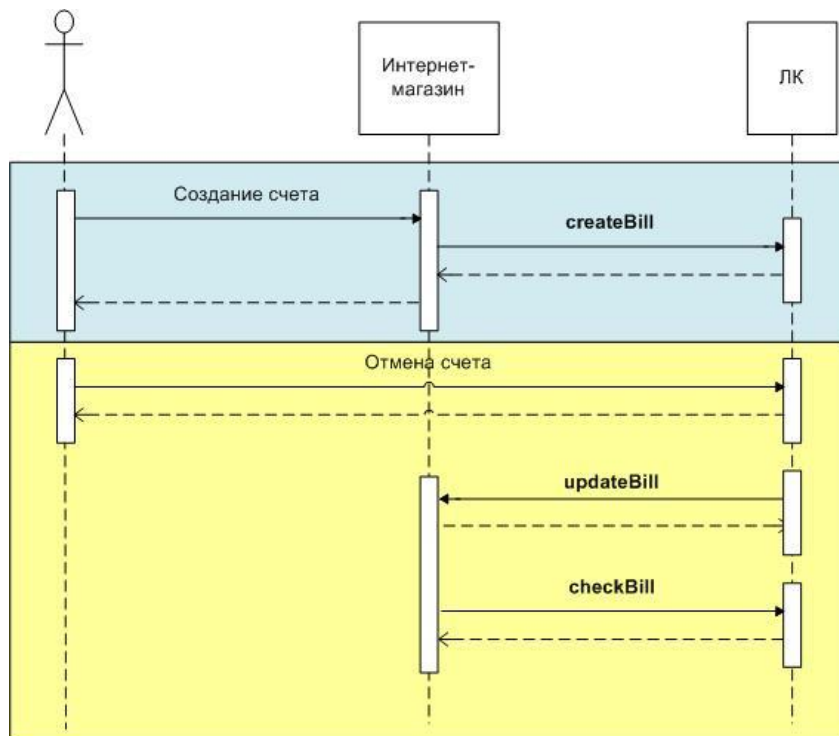 Интернет-
магазин
ЛК
Создание счета
createBill
Отмена счета
updateBill
checkBill